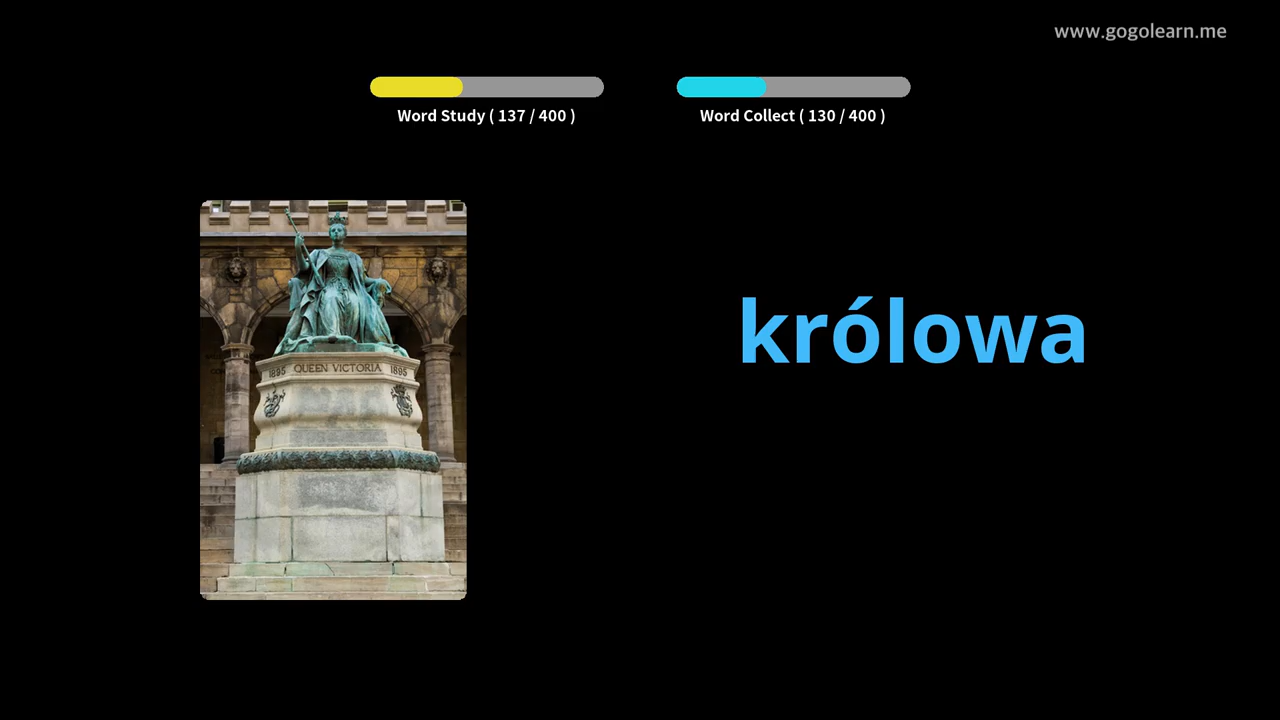 www.gogolearn.me
Word Study ( 137 / 400 )
Word Collect ( 130 / 400 )
królowa
1895 QUEEN VICTORIA 1895